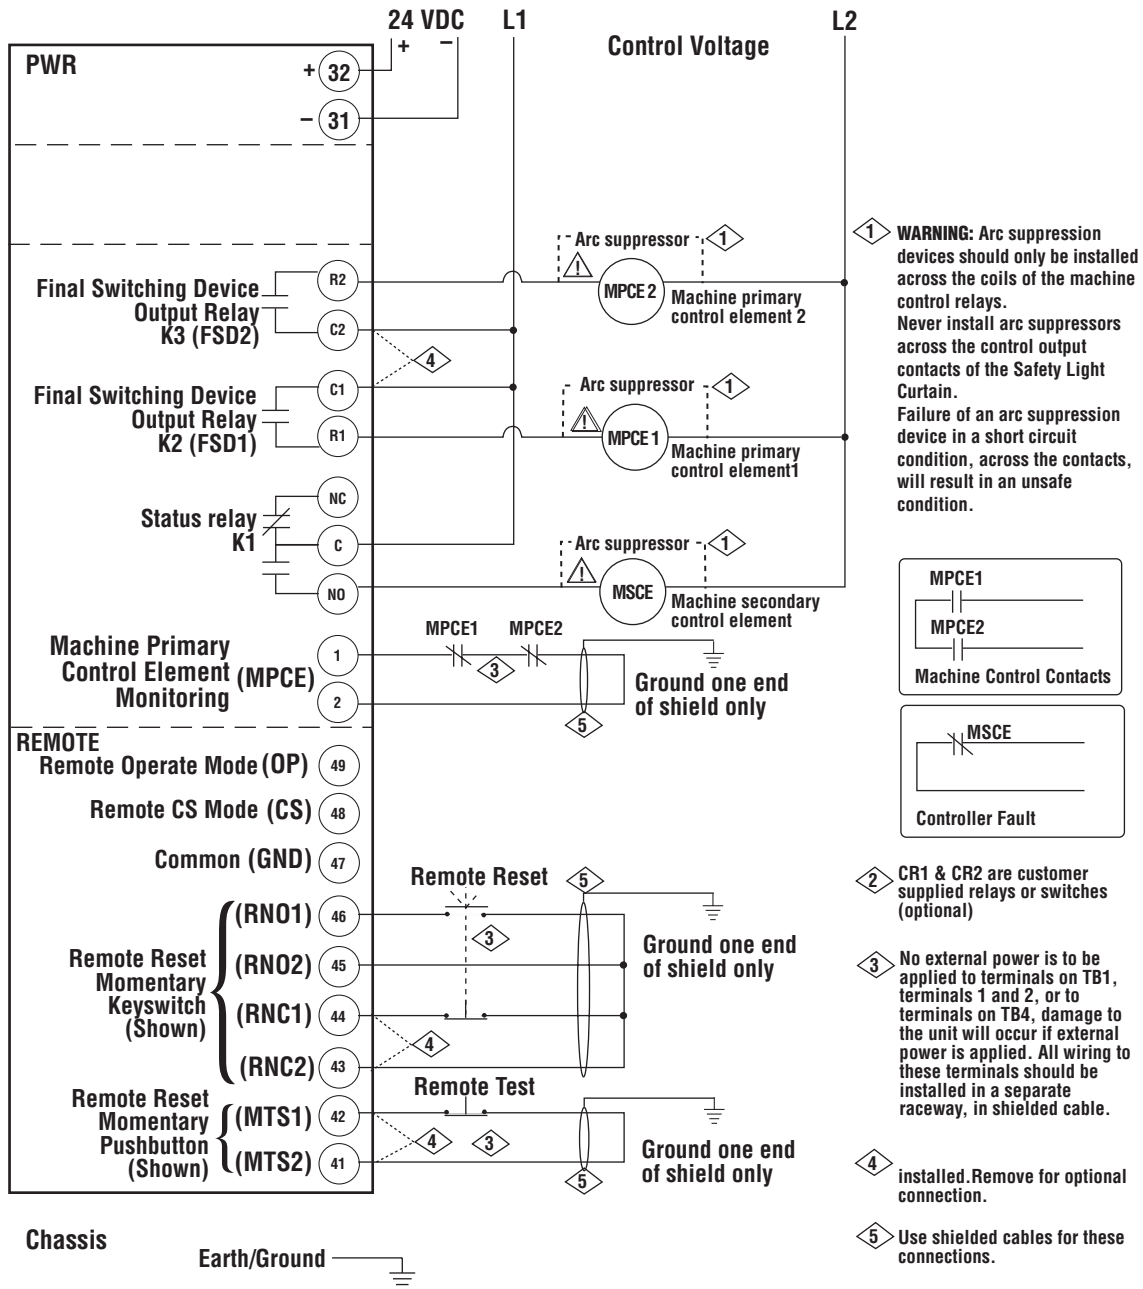 24 VDC
L1
L2
+
–
Control Voltage
PWR
+ 32
– 31
Arc suppressor
1
MPCE 2
Machine primary
control element 2
Final Switching Device
Output Relay
K3 (FSD2)
R2
C2
4
Final Switching Device
Output Relay
K2 (FSD1)
C1
R1
Arc suppressor
1
MPCE 1
Machine primary
control element1
Status relay
K1
NC
C
NO
Arc suppressor
1
MSCE
Machine secondary
control element
Machine Primary
Control Element
Monitoring
(MPCE)
1
2
MPCE1
MPCE2
3
5
Ground one end
of shield only
REMOTE
Remote Operate Mode (OP) 49
Remote CS Mode (CS) 48
Common (GND) 47
Remote Reset
Momentary
Keyswitch
(Shown)
(RNO1) 46
(RNO2) 45
(RNC1) 44
(RNC2) 43
Remote Reset
3
4
5
Ground one end
of shield only
Remote Reset
Momentary
Pushbutton
(Shown)
(MTS1) 42
(MTS2) 41
Remote Test
4
3
5
Ground one end
of shield only
Chassis
Earth/Ground
1 WARNING: Arc suppression
devices should only be installed
across the coils of the machine
control relays.
Never install arc suppressors
across the control output
contacts of the Safety Light
Curtain.
Failure of an arc suppression
device in a short circuit
condition, across the contacts,
will result in an unsafe
condition.
MPCE1
MPCE2
Machine Control Contacts
MSCE
Controller Fault
2 CR1 & CR2 are customer
supplied relays or switches
(optional)
3 No external power is to be
applied to terminals on TB1,
terminals 1 and 2, or to
terminals on TB4, damage to
the unit will occur if external
power is applied. All wiring to
these terminals should be
installed in a separate
raceway, in shielded cable.
4
installed.Remove for optional
connection.
5 Use shielded cables for these
connections.